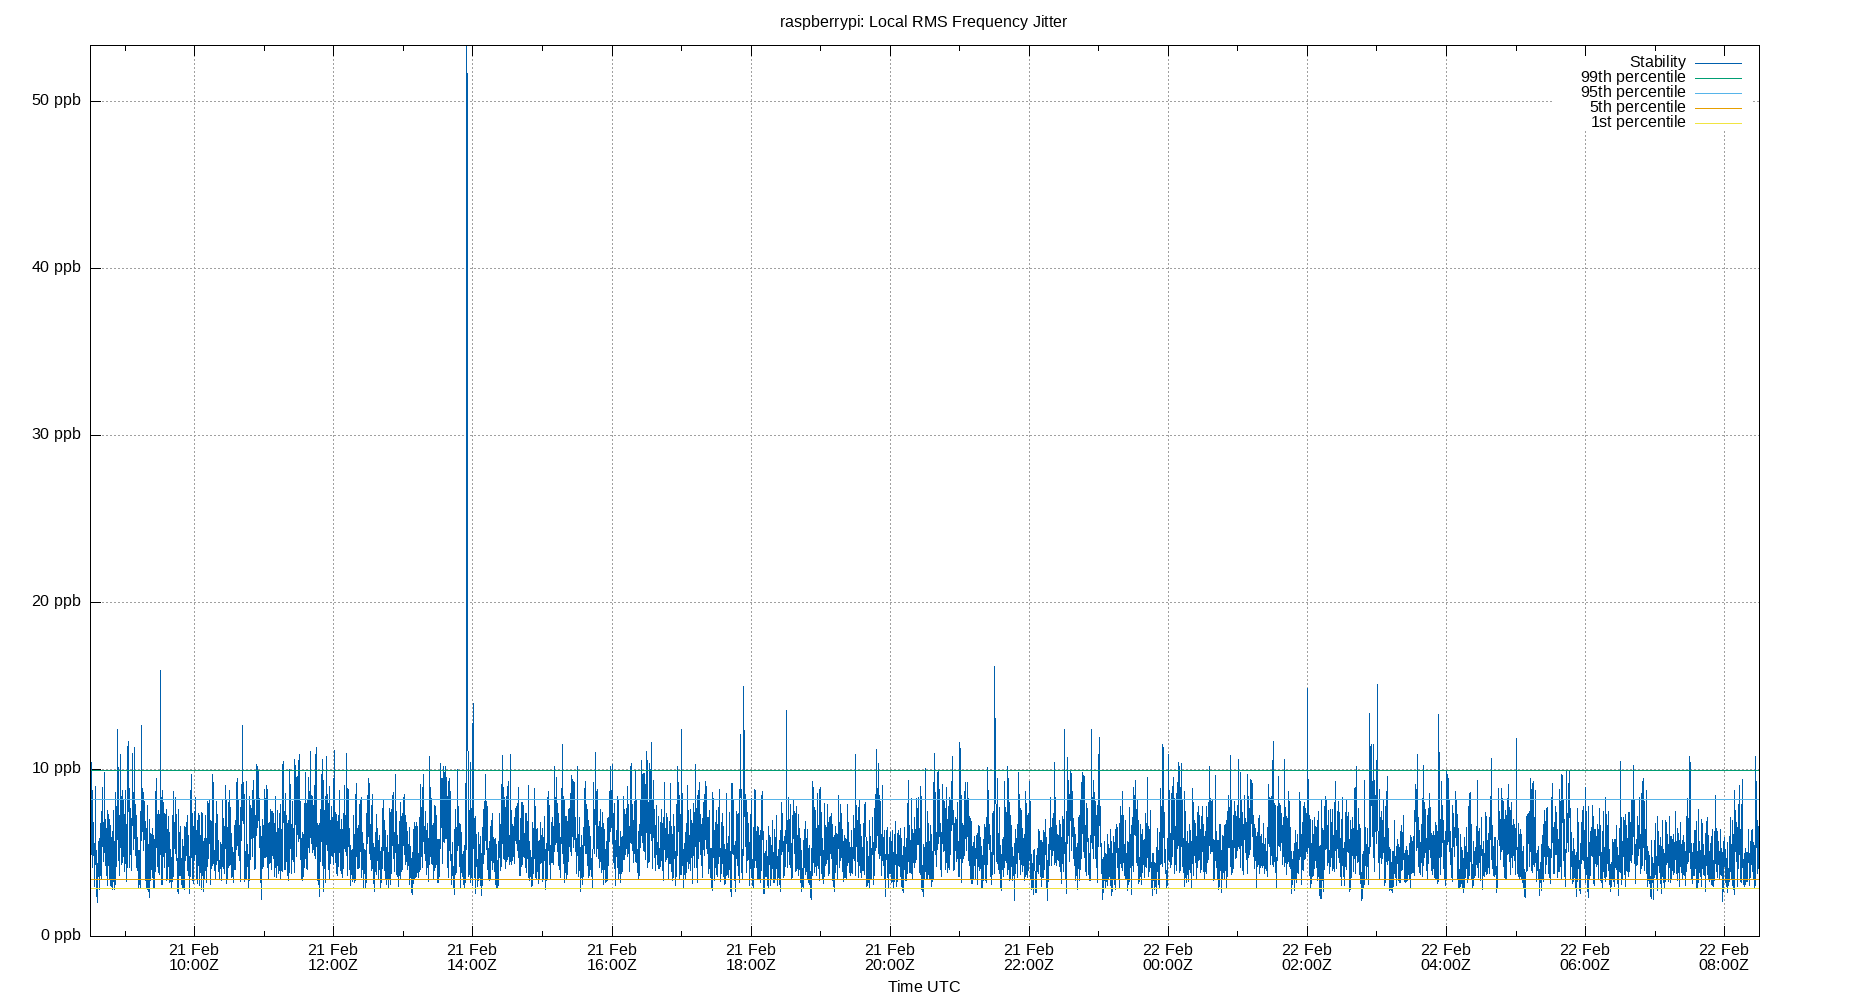 raspberrypi: Local RMS Frequency Jitter
Stability
99th percentile
95th percentile
5th percentile
1st percentile
50 ppb
40 ppb
30 ppb
20 ppb
10 ppb
0 ppb
21 Feb 21 Feb 21 Feb 21 Feb 21 Feb 21 Feb 21 Feb 22 Feb 22 Feb 22 Feb 22 Feb 22 Feb
10:00Z 12:00Z 14:00Z 16:00Z 18:00Z 20:00Z 22:00Z 00:00Z 02:00Z 04:00Z 06:00Z 08:00Z
Time UTC